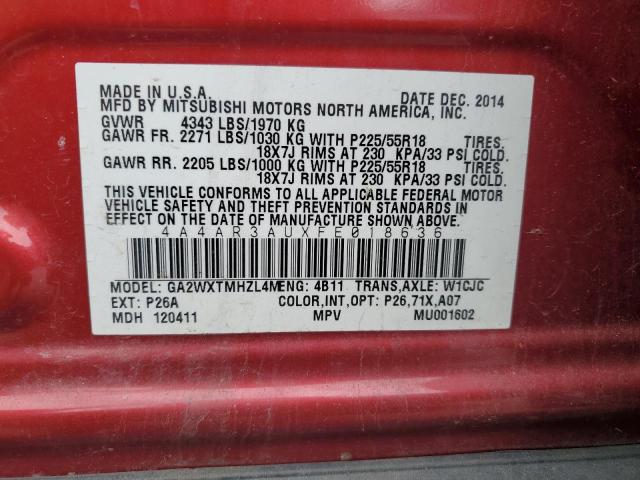 MADE IN U.S.A. DATE DEC. 2014
MFD BY MITSUBISHI MOTORS NORTH AMERICA, INC.
GVWR 4343 LBS/1970 KG
GAWR FR. 2271 LBS/1030 KG WITH P225/55R18 TIRES,
18X7J RIMS AT 230 KPA/33 PSI COLD.
GAWR RR. 2205 LBS/1000 KG WITH P225/55R18 TIRES,
18X7J RIMS AT 230 KPA/33 PSI COLD.
THIS VEHICLE CONFORMS TO ALL APPLICABLE FEDERAL MOTOR
VEHICLE SAFETY AND THEFT PREVENTION STANDARDS IN
EFFECT ON THE DATE OF MANUFACTURE SHOWN ABOVE.
4A4AR3AUXFE018636
MODEL: GA2WXTMHZL4MENG: 4B11 TRANS,AXLE: W1CJC
EXT: P26A COLOR,INT,OPT: P26,71X,A07
MDH 120411 MPV MU001602